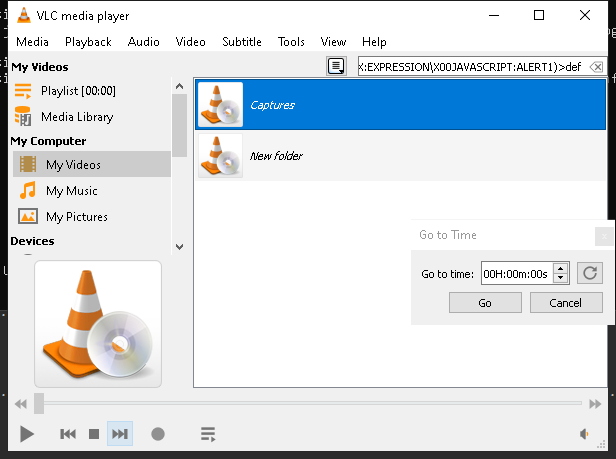 VLC media player
Media Playback Audio Video Subtitle Tools View Help
My Videos
X:EXPRESSION\X00JAVASCRIPT:ALERT1)>def
Playlist [00:00]
Media Library
My Computer
My Videos
My Music
My Pictures
Devices
Captures
New folder
Go to Time
Go to time: 00H:00m:00s
Go Cancel